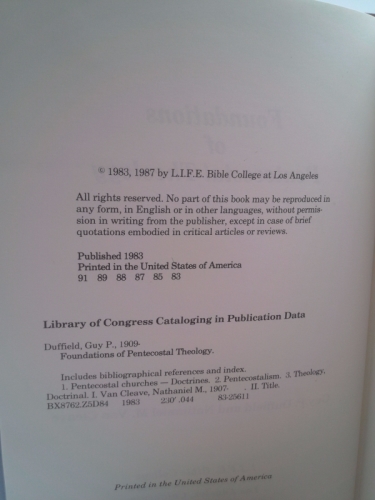 Foundations
of
© 1983, 1987 by L.I.F.E. Bible College at Los Angeles
All rights reserved. No part of this book may be reproduced in
any form, in English or in other languages, without permis-
sion in writing from the publisher, except in case of brief
quotations embodied in critical articles or reviews.
Published 1983
Printed in the United States of America
91 89 88 87 85 83
Library of Congress Cataloging in Publication Data
Duffield, Guy P., 1909-
Foundations of Pentecostal Theology.
Includes bibliographical references and index.
1. Pentecostal churches — Doctrines. 2. Pentecostalism. 3. Theology,
Doctrinal. I. Van Cleave, Nathaniel M., 1907- . II. Title.
BX8762.Z5D84 1983 230'.044 83-25611
Printed in the United States of America